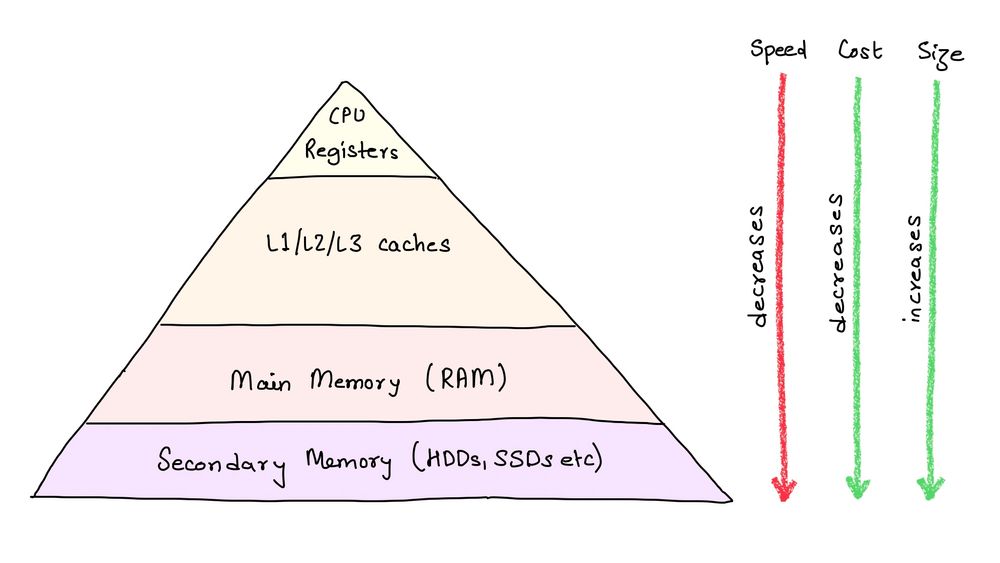 Speed Cost Size
CPU
Registers
L1/L2/L3 caches
Main Memory (RAM)
Secondary Memory (HDDs, SSDs etc)
decreases
decreases
increases